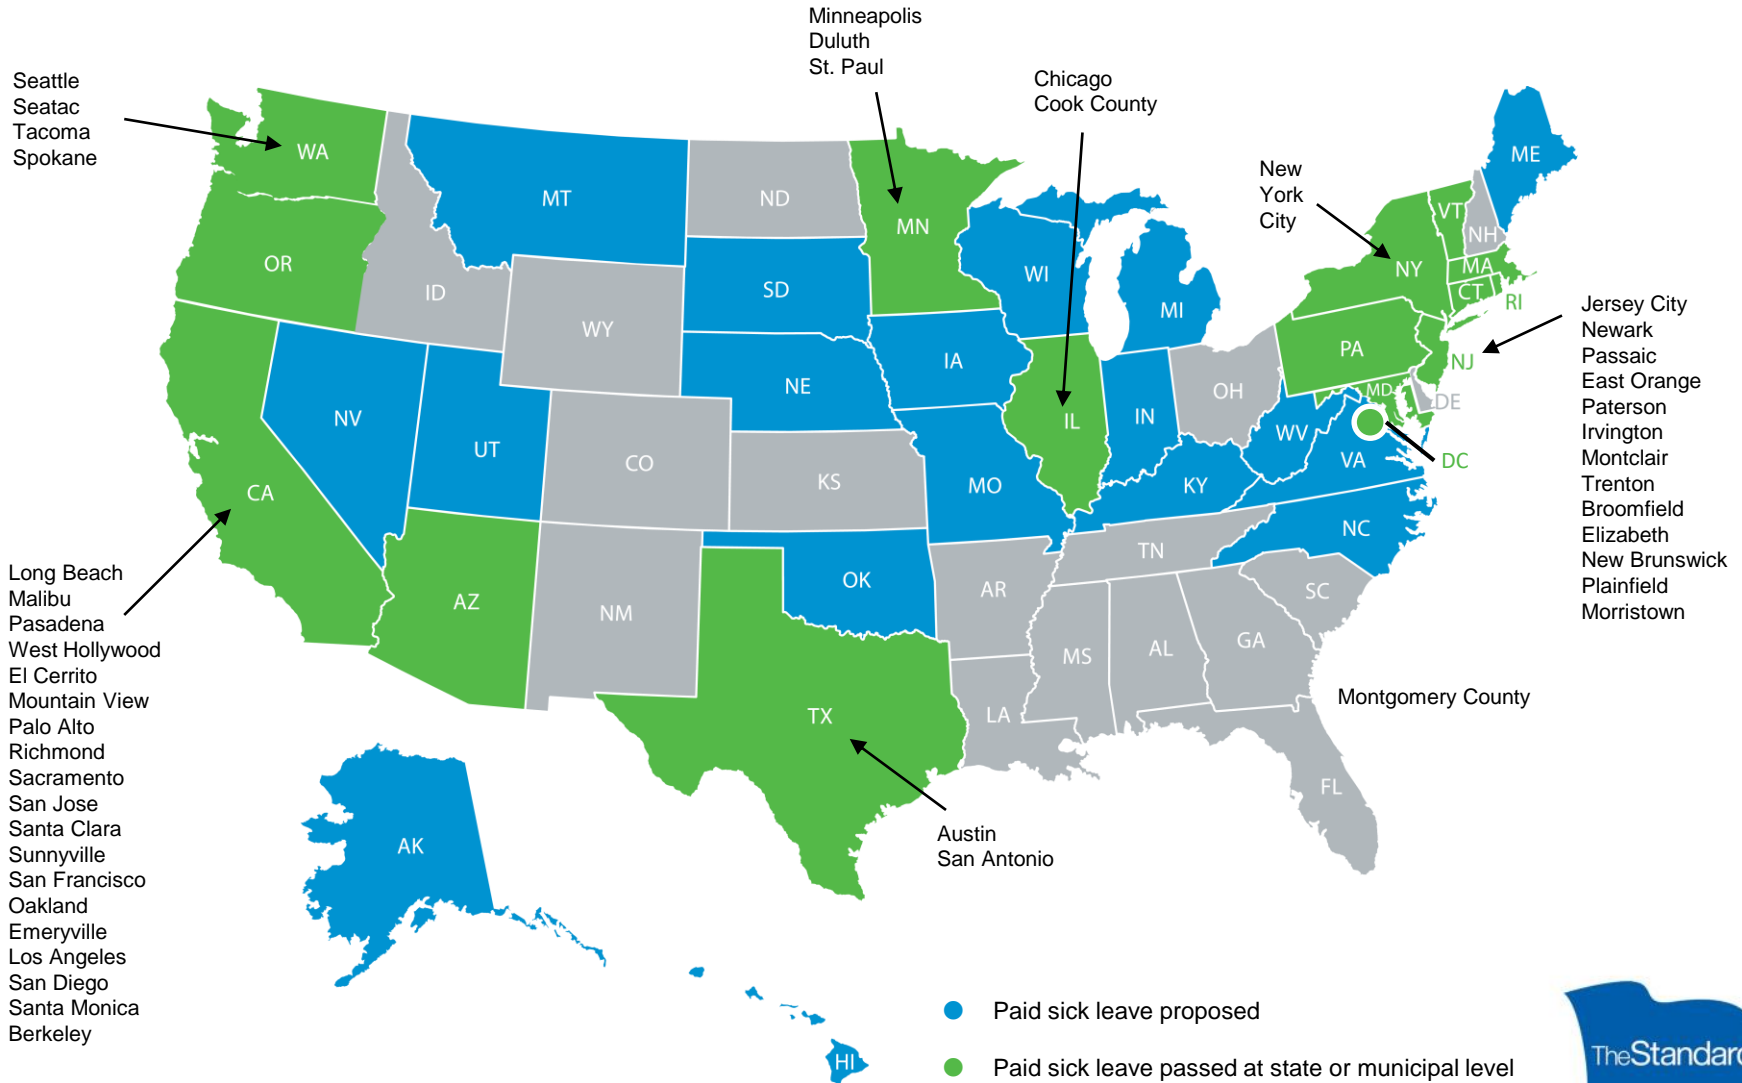 Minneapolis
Duluth
St. Paul
Seattle
Seatac
Tacoma
Spokane
Chicago
Cook County
New
York
City
WA
MT
ND
MN
ME
VT
NH
OR
ID
SD
WI
MI
NY
MA
CT
RI
WY
IA
PA
NJ
Jersey City
Newark
Passaic
East Orange
Paterson
Irvington
Montclair
Trenton
Broomfield
Elizabeth
New Brunswick
Plainfield
Morristown
NV
UT
NE
IL
IN
OH
MD
DE
CA
CO
KS
MO
KY
WV
VA
DC
NC
AZ
NM
OK
AR
TN
SC
MS
AL
GA
TX
LA
FL
Montgomery County
Long Beach
Malibu
Pasadena
West Hollywood
El Cerrito
Mountain View
Palo Alto
Richmond
Sacramento
San Jose
Santa Clara
Sunnyville
San Francisco
Oakland
Emeryville
Los Angeles
San Diego
Santa Monica
Berkeley
Austin
San Antonio
AK
HI
Paid sick leave proposed
Paid sick leave passed at state or municipal level
TheStandard